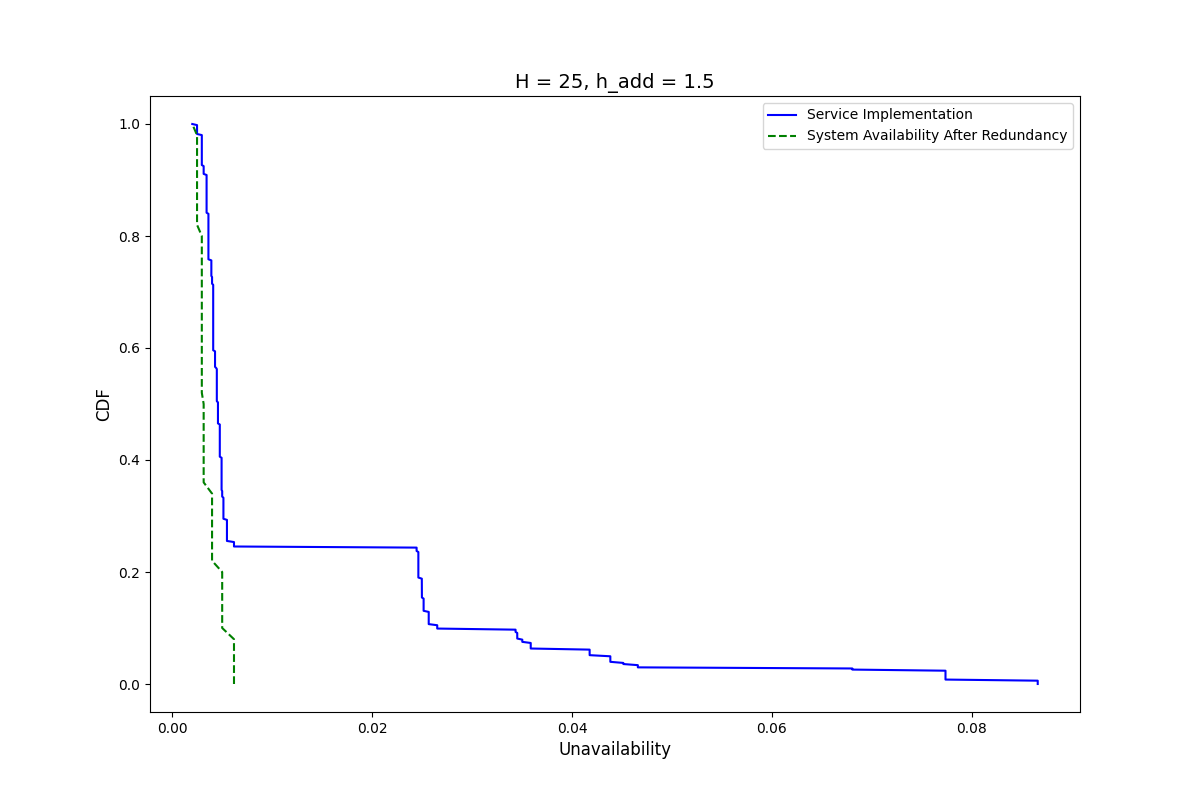 H = 25, h_add = 1.5
Service Implementation
System Availability After Redundancy
CDF
1.0
0.8
0.6
0.4
0.2
0.0
0.00
0.02
0.04
0.06
0.08
Unavailability